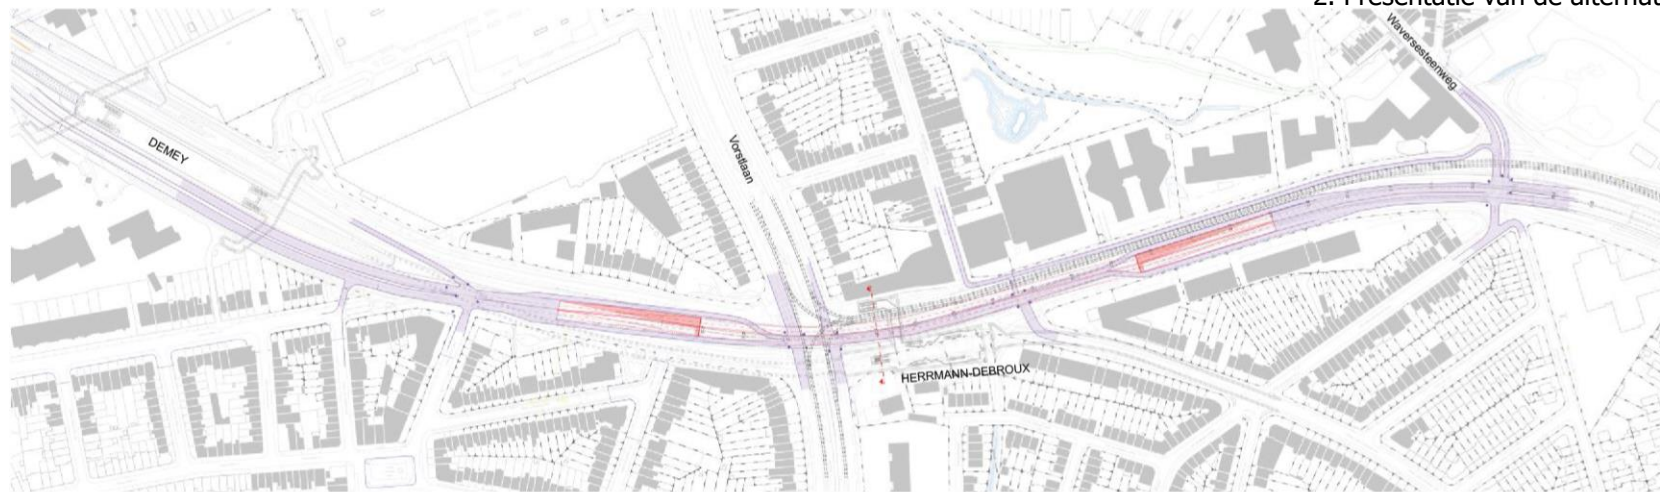 2. Presentatie van de alternat
Waversesteenweg
DEMEY
Vorstlaan
HERRMANN-DEBROUX